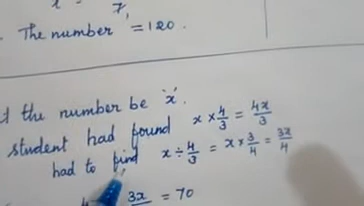 7
. The number = 120.
the number be 'x'.
student had found x × 4/3 = 4x/3
had to find x ÷ 4/3 = x × 3/4 = 3x/4
3x = 70